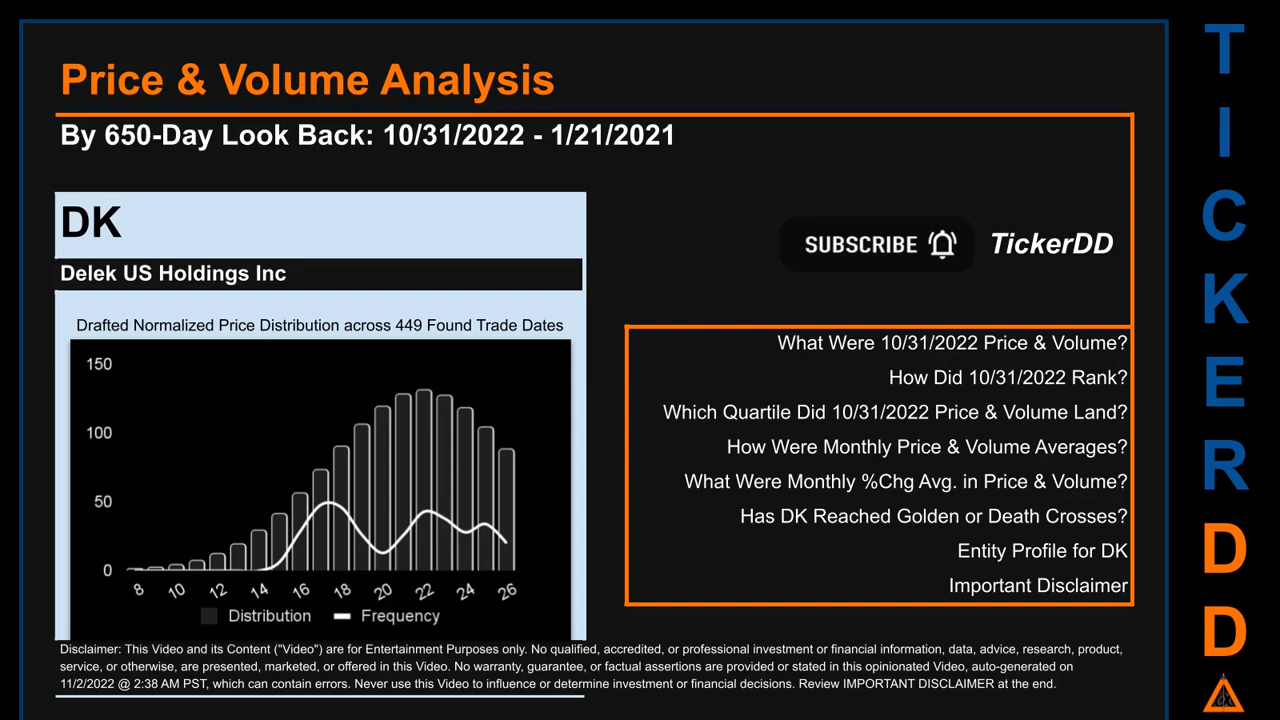 Price & Volume Analysis
By 650-Day Look Back: 10/31/2022 - 1/21/2021
DK
Delek US Holdings Inc
Drafted Normalized Price Distribution across 449 Found Trade Dates
150
100
50
0
8 10 12 14 16 18 20 22 24 26
Distribution Frequency
SUBSCRIBE TickerDD
What Were 10/31/2022 Price & Volume?
How Did 10/31/2022 Rank?
Which Quartile Did 10/31/2022 Price & Volume Land?
How Were Monthly Price & Volume Averages?
What Were Monthly %Chg Avg. in Price & Volume?
Has DK Reached Golden or Death Crosses?
Entity Profile for DK
Important Disclaimer
Disclaimer: This Video and its Content ("Video") are for Entertainment Purposes only. No qualified, accredited, or professional investment or financial information, data, advice, research, product,
service, or otherwise, are presented, marketed, or offered in this Video. No warranty, guarantee, or factual assertions are provided or stated in this opinionated Video, auto-generated on
11/2/2022 @ 2:38 AM PST, which can contain errors. Never use this Video to influence or determine investment or financial decisions. Review IMPORTANT DISCLAIMER at the end.
T
I
C
K
E
R
D
D